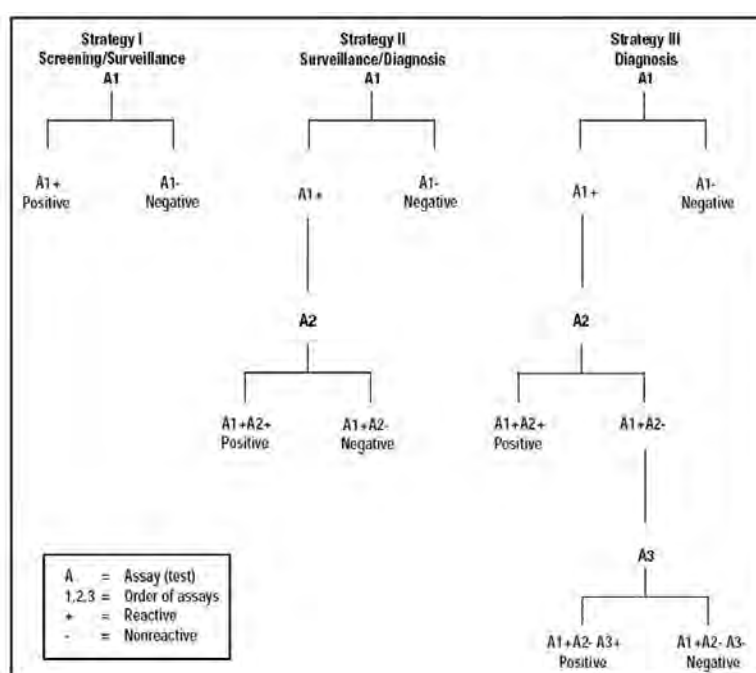 Strategy I
Screening/Surveillance
A1
Strategy II
Surveillance/Diagnosis
A1
Strategy III
Diagnosis
A1
A1+
Positive
A1-
Negative
A1+
A1-
Negative
A1+
A1-
Negative
A2
A2
A1+A2+
Positive
A1+A2-
Negative
A1+A2+
Positive
A1+A2-
A3
A1+A2- A3+
Positive
A1+A2- A3-
Negative
A = Assay (test)
1,2,3 = Order of assays
+ = Reactive
- = Nonreactive